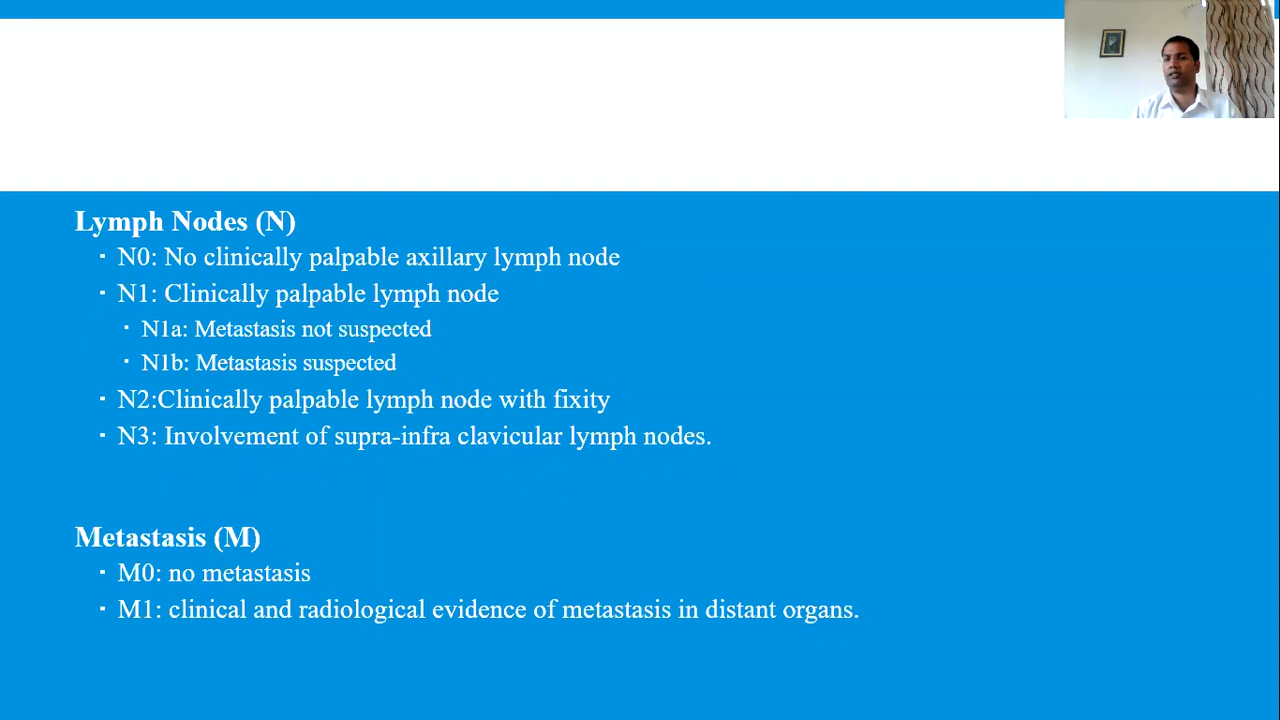 Lymph Nodes (N)
▪ N0: No clinically palpable axillary lymph node
▪ N1: Clinically palpable lymph node
▪ N1a: Metastasis not suspected
▪ N1b: Metastasis suspected
▪ N2:Clinically palpable lymph node with fixity
▪ N3: Involvement of supra-infra clavicular lymph nodes.
Metastasis (M)
▪ M0: no metastasis
▪ M1: clinical and radiological evidence of metastasis in distant organs.